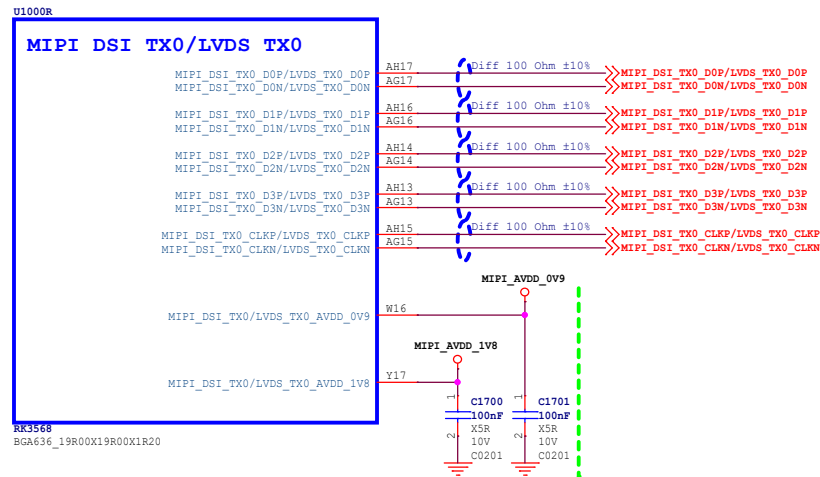 U1000R
MIPI DSI TX0/LVDS TX0
MIPI_DSI_TX0_D0P/LVDS_TX0_D0P AH17 Diff 100 Ohm ±10% MIPI_DSI_TX0_D0P/LVDS_TX0_D0P
MIPI_DSI_TX0_D0N/LVDS_TX0_D0N AG17 MIPI_DSI_TX0_D0N/LVDS_TX0_D0N
MIPI_DSI_TX0_D1P/LVDS_TX0_D1P AH16 Diff 100 Ohm ±10% MIPI_DSI_TX0_D1P/LVDS_TX0_D1P
MIPI_DSI_TX0_D1N/LVDS_TX0_D1N AG16 MIPI_DSI_TX0_D1N/LVDS_TX0_D1N
MIPI_DSI_TX0_D2P/LVDS_TX0_D2P AH14 Diff 100 Ohm ±10% MIPI_DSI_TX0_D2P/LVDS_TX0_D2P
MIPI_DSI_TX0_D2N/LVDS_TX0_D2N AG14 MIPI_DSI_TX0_D2N/LVDS_TX0_D2N
MIPI_DSI_TX0_D3P/LVDS_TX0_D3P AH13 Diff 100 Ohm ±10% MIPI_DSI_TX0_D3P/LVDS_TX0_D3P
MIPI_DSI_TX0_D3N/LVDS_TX0_D3N AG13 MIPI_DSI_TX0_D3N/LVDS_TX0_D3N
MIPI_DSI_TX0_CLKP/LVDS_TX0_CLKP AH15 Diff 100 Ohm ±10% MIPI_DSI_TX0_CLKP/LVDS_TX0_CLKP
MIPI_DSI_TX0_CLKN/LVDS_TX0_CLKN AG15 MIPI_DSI_TX0_CLKN/LVDS_TX0_CLKN
MIPI_AVDD_0V9
MIPI_DSI_TX0/LVDS_TX0_AVDD_0V9 W16
MIPI_AVDD_1V8
MIPI_DSI_TX0/LVDS_TX0_AVDD_1V8 Y17
1 C1700 1 C1701
100nF 100nF
2 X5R 2 X5R
10V 10V
C0201 C0201
RK3568
BGA636_19R00X19R00X1R20